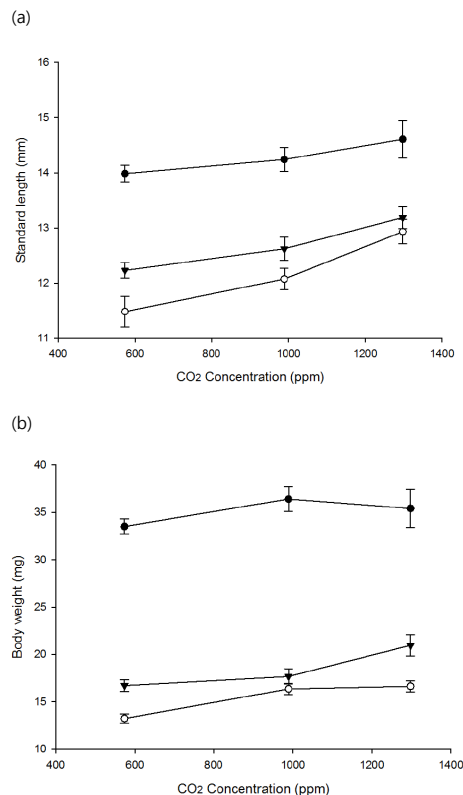 (a)
16
15
14
13
12
11
Standard length (mm)
400 600 800 1000 1200 1400
CO2 Concentration (ppm)
(b)
40
35
30
25
20
15
10
Body weight (mg)
400 600 800 1000 1200 1400
CO2 Concentration (ppm)